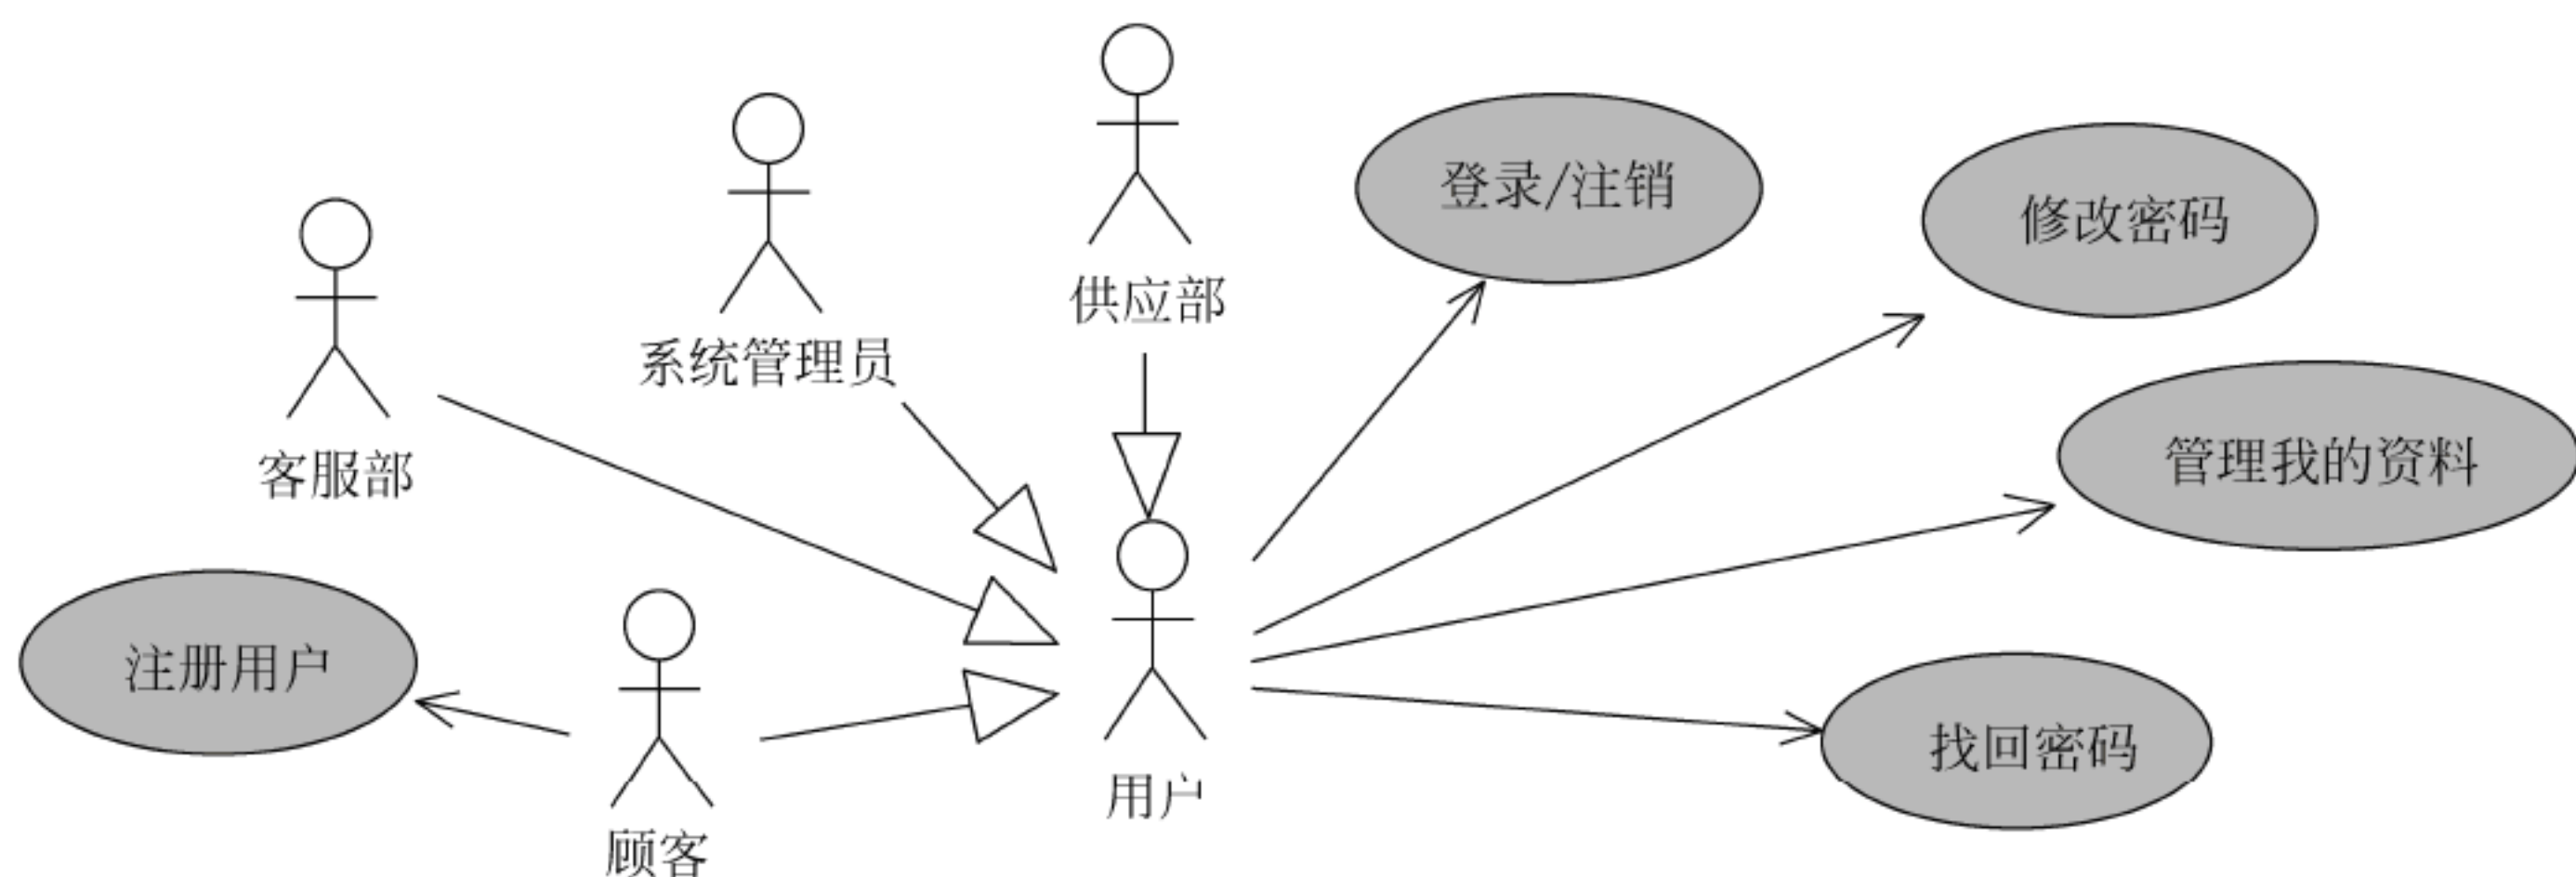 登录/注销
修改密码
供应部
系统管理员
客服部
管理我的资料
注册用户
找回密码
用户
顾客